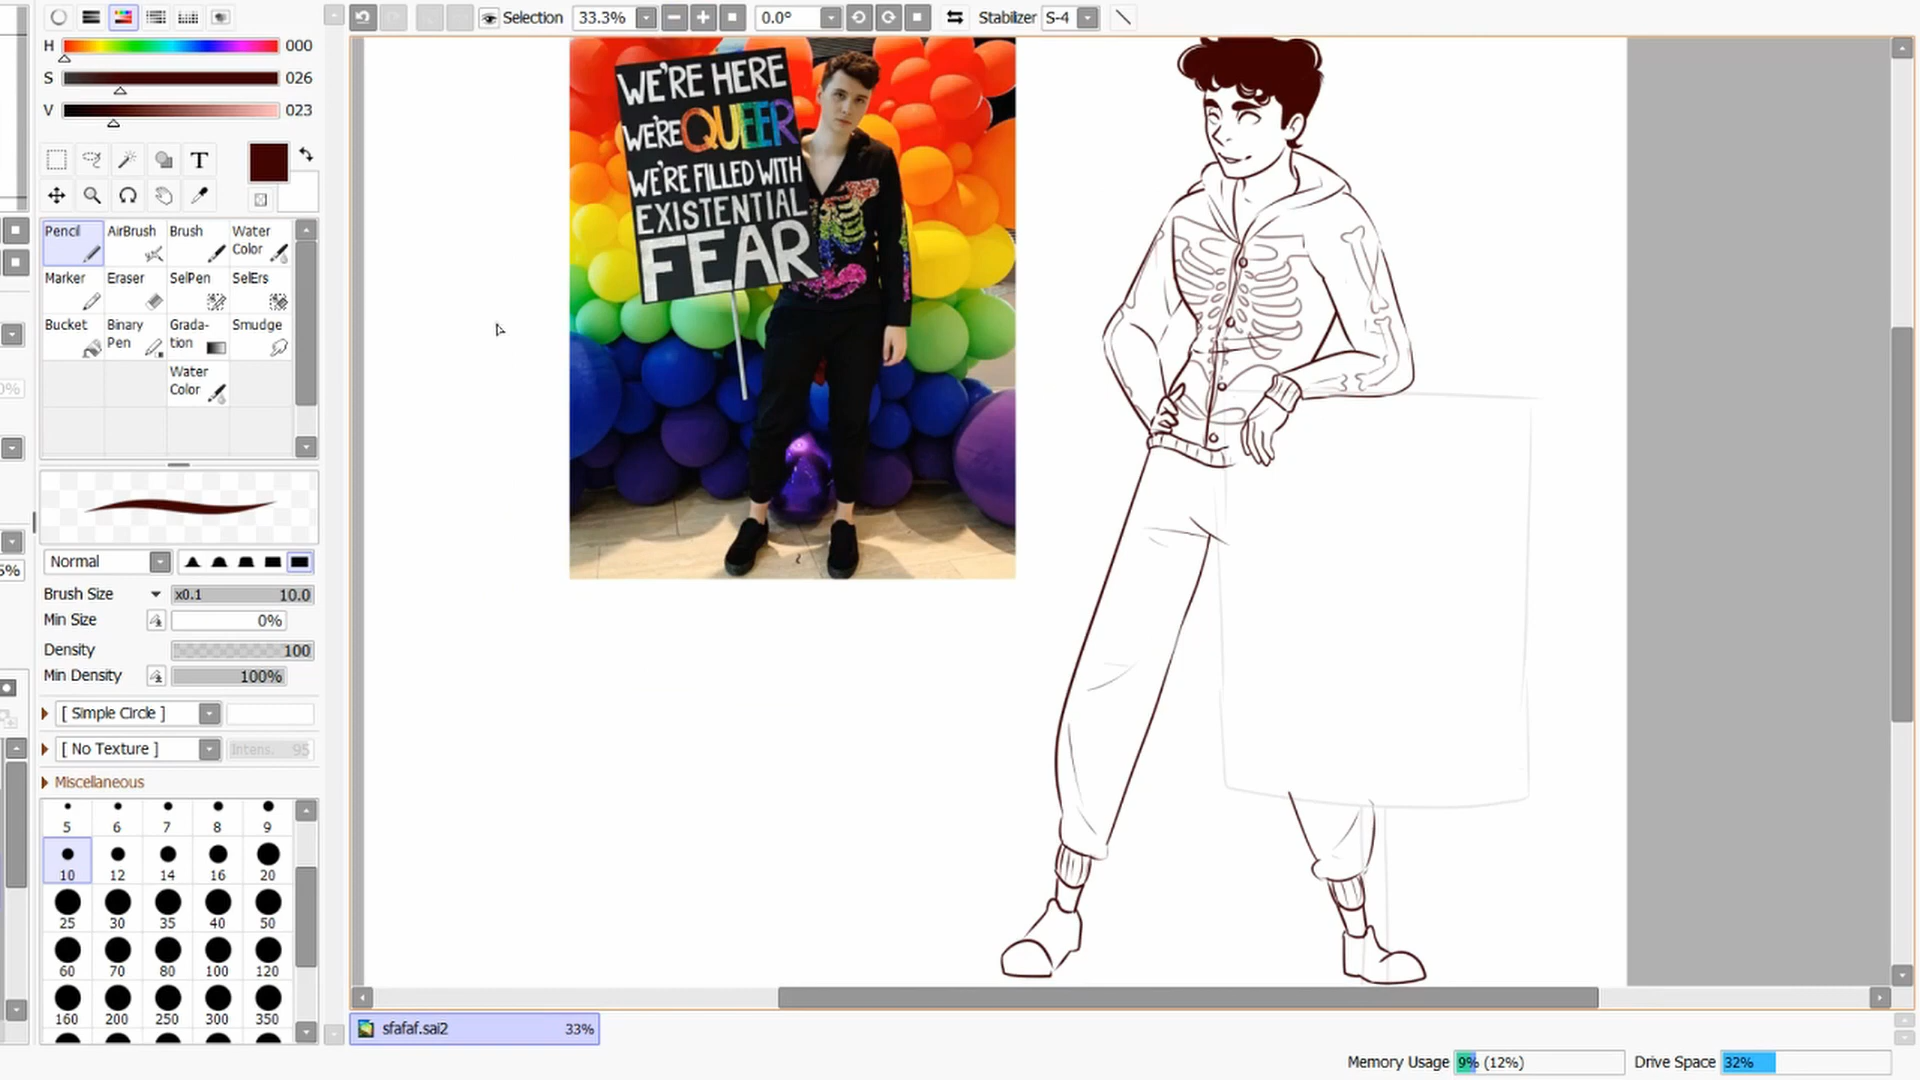 Selection 33.3% 0.0° Stabilizer S-4
H 000
S 026
V 023
T
Pencil AirBrush Brush Water Color
Marker Eraser SelPen SelErs
Bucket Binary Pen Grada-tion Smudge
Water Color
Normal
Brush Size x0.1 10.0
Min Size 0%
Density 100
Min Density 100%
[ Simple Circle ]
[ No Texture ] Intens. 95
Miscellaneous
5 6 7 8 9
10 12 14 16 20
25 30 35 40 50
60 70 80 100 120
160 200 250 300 350
WE'RE HERE
WE'RE QUEER
WE'RE FILLED WITH
EXISTENTIAL
FEAR
sfafaf.sai2 33%
Memory Usage 9% (12%) Drive Space 32%